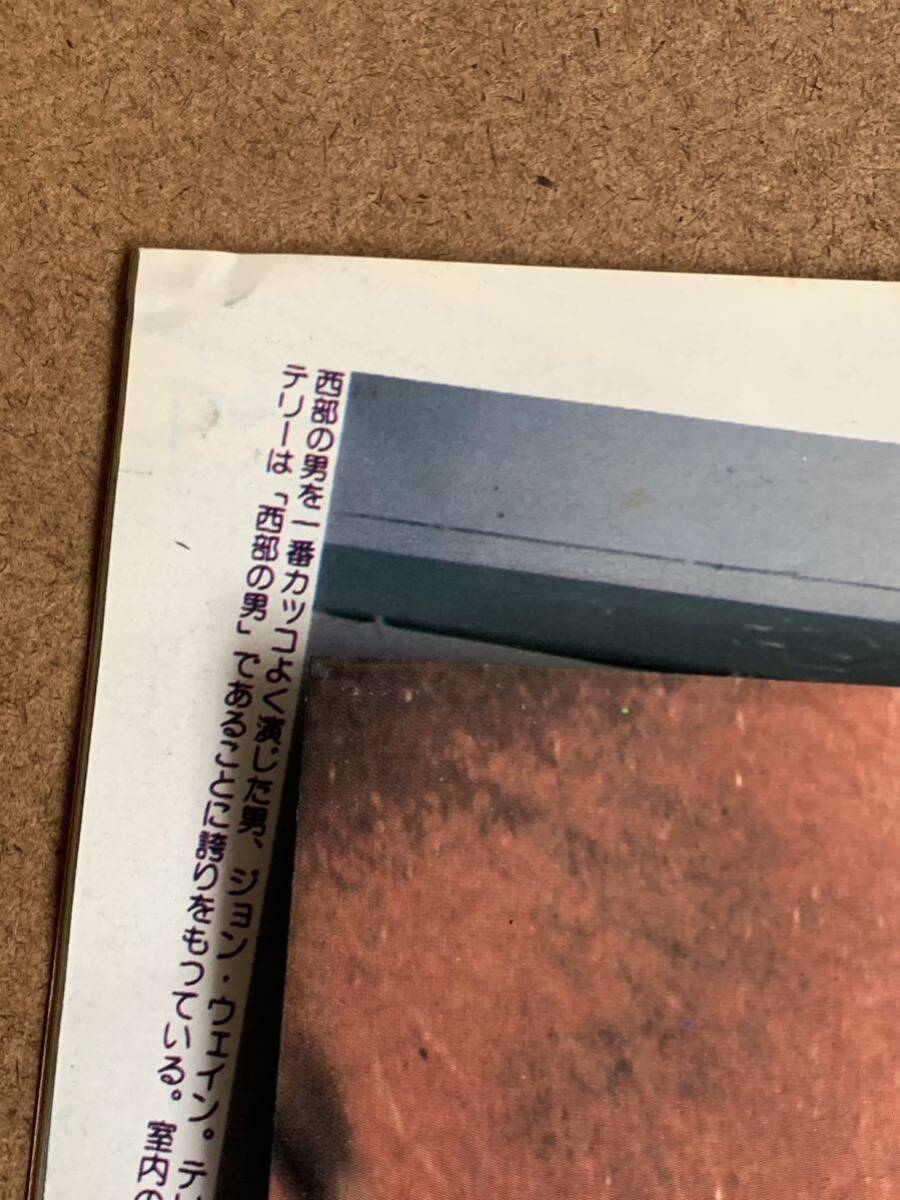 西部の男を一番カッコよく演じた男、ジョン・ウェイン。テ
テリーは「西部の男」であることに誇りをもつている。室内の